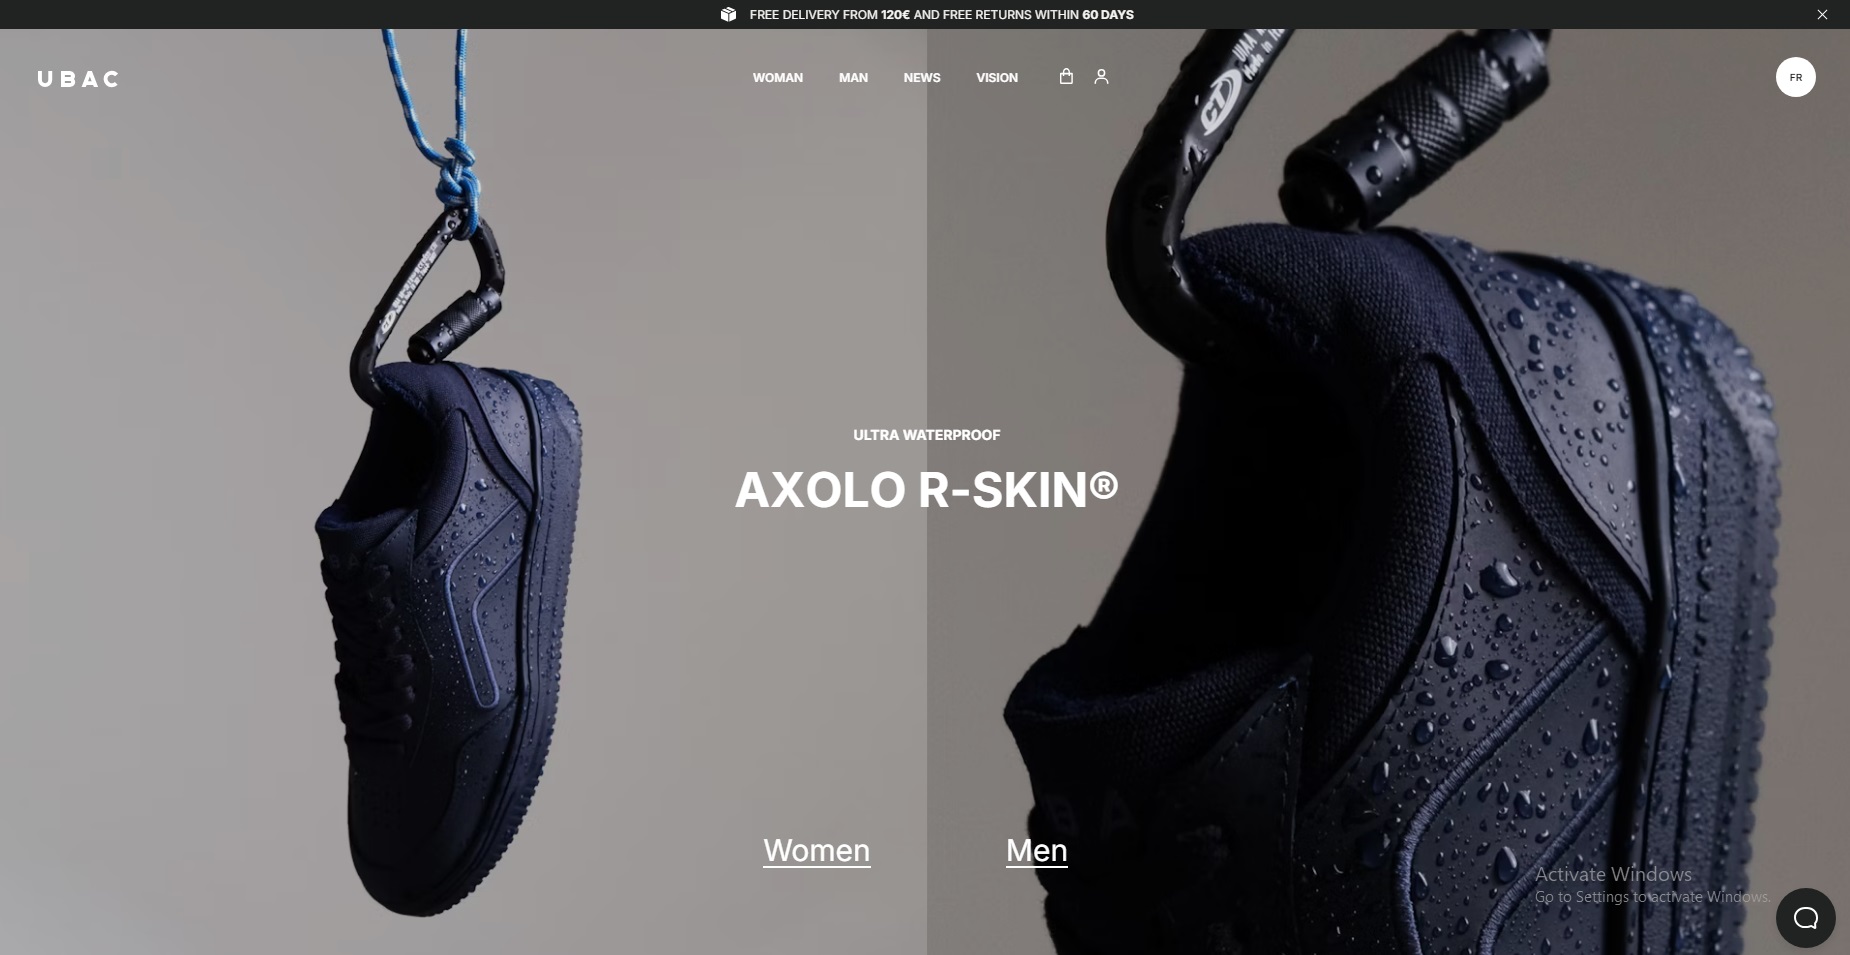 FREE DELIVERY FROM 120€ AND FREE RETURNS WITHIN 60 DAYS
UBAC
WOMAN
MAN
NEWS
VISION
FR
ULTRA WATERPROOF
AXOLO R-SKIN®
Women
Men
Activate Windows
Go to Settings to activate Windows.